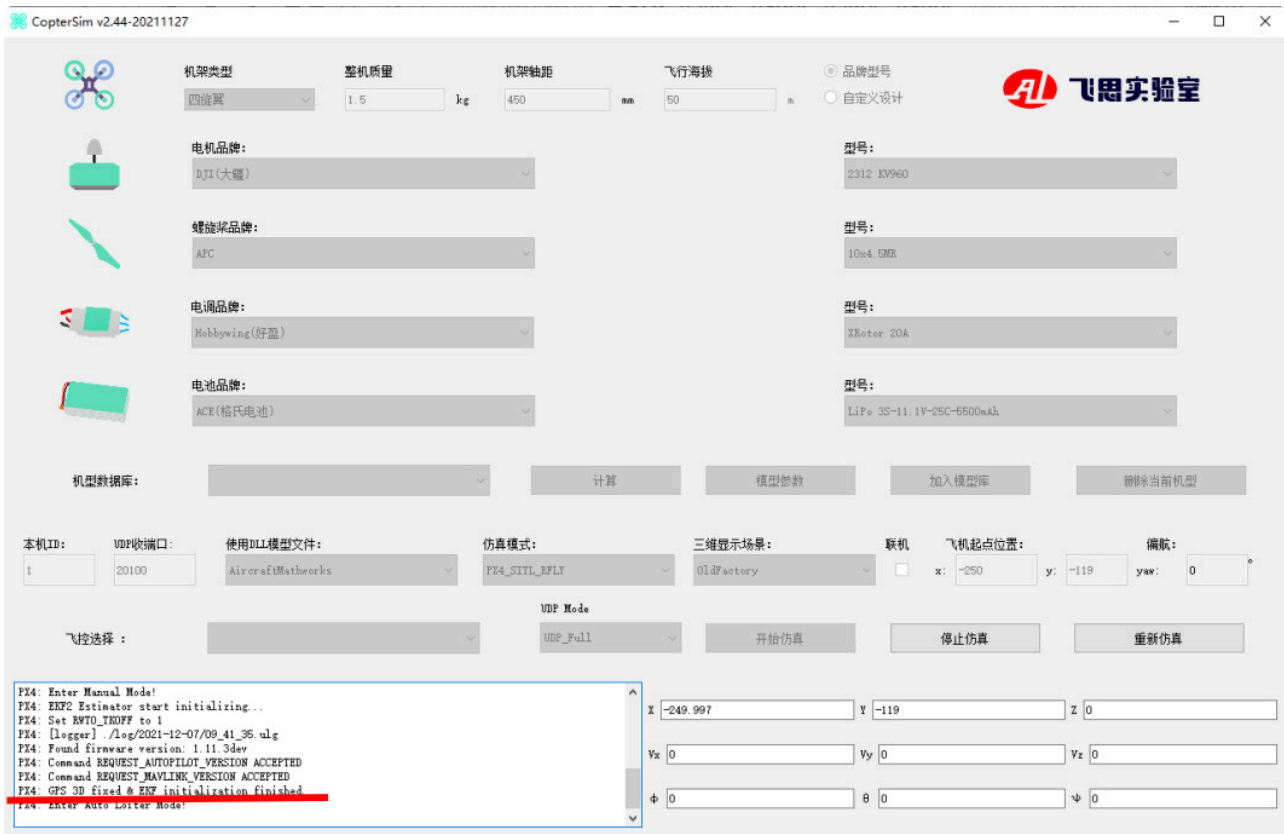 CopterSim v2.44-20211127
机架类型 整机质量 机架轴距 飞行海拔 品牌型号
四旋翼 1.5 kg 450 mm 50 m 自定义设计
飞思实验室
电机品牌: 型号:
DJI(大疆) 2312 KV960
螺旋桨品牌: 型号:
APC 10x4.5MR
电调品牌: 型号:
Hobbywing(好盈) XRotor 20A
电池品牌: 型号:
ACE(格氏电池) LiPo 3S-11.1V-25C-5500mAh
机型数据库: 计算 模型参数 加入模型库 删除当前机型
本机ID: UDP收端口: 使用DLL模型文件: 仿真模式: 三维显示场景: 联机 飞机起点位置: 偏航:
1 20100 AircraftMathworks PX4_SITL_RFLY OldFactory x: -250 y: -119 yaw: 0 °
UDP Mode
飞控选择 : UDP_Full 开始仿真 停止仿真 重新仿真
PX4: Enter Manual Mode!
PX4: EKF2 Estimator start initializing...
PX4: Set RWTO_TKOFF to 1
PX4: [logger] ./log/2021-12-07/09_41_35.ulg
PX4: Found firmware version: 1.11.3dev
PX4: Command REQUEST_AUTOPILOT_VERSION ACCEPTED
PX4: Command REQUEST_MAVLINK_VERSION ACCEPTED
PX4: GPS 3D fixed & EKF initialization finished.
PX4: Enter Auto Loiter Mode!
X -249.997 Y -119 Z 0
Vx 0 Vy 0 Vz 0
ϕ 0 θ 0 ψ 0